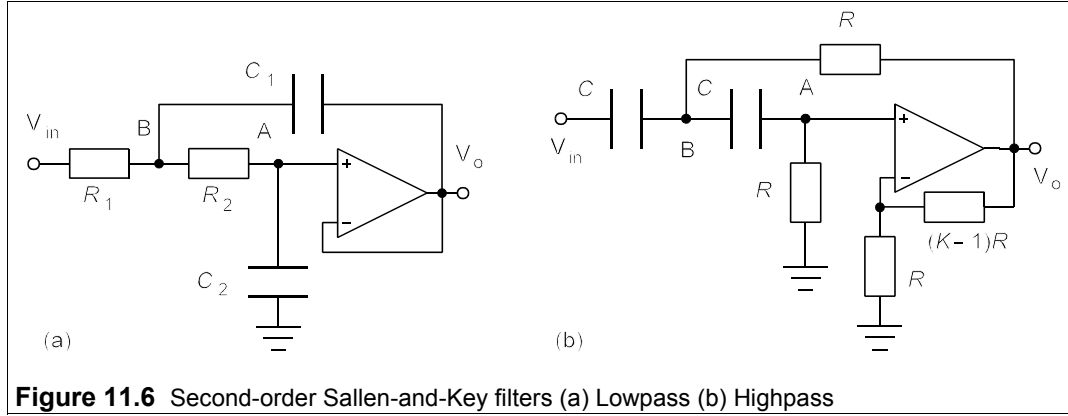 C 1
V in
B
A
R 1
R 2
+
−
V o
C 2
(a)
R
C
C
A
V in
B
+
−
V o
R
(K − 1)R
R
(b)
Figure 11.6 Second-order Sallen-and-Key filters (a) Lowpass (b) Highpass